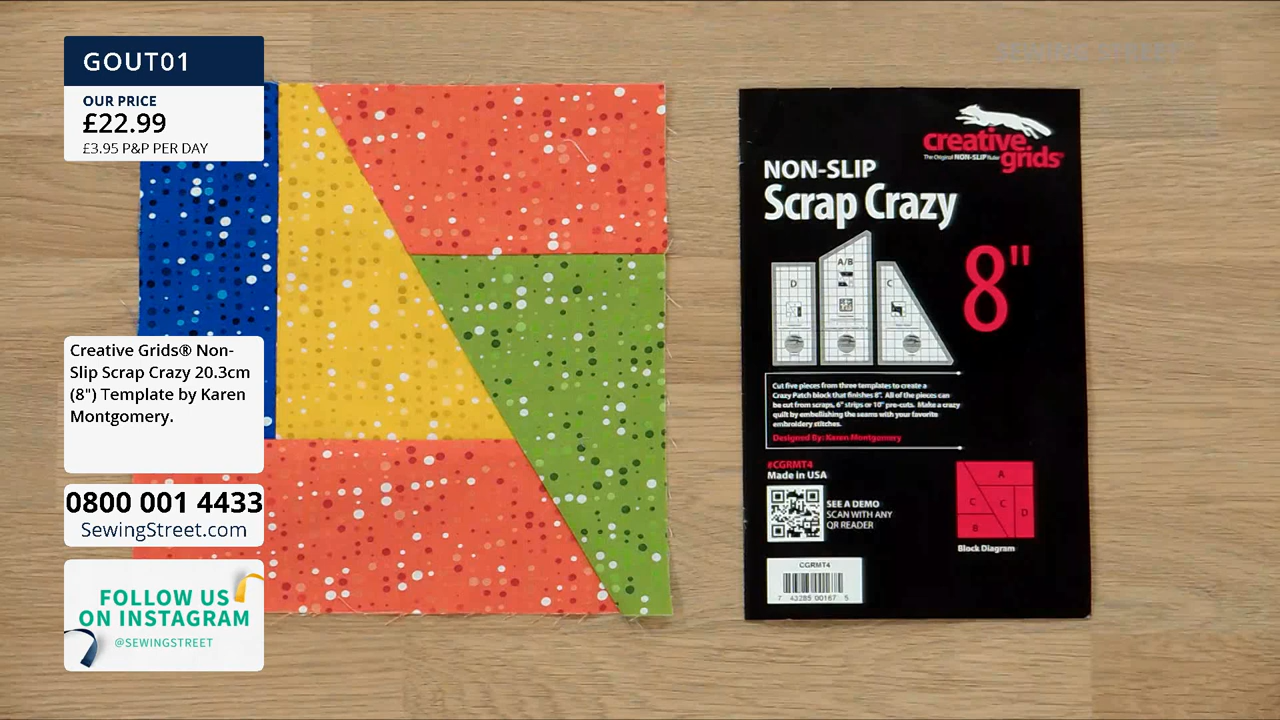 GOUT01
OUR PRICE
£22.99
£3.95 P&P PER DAY
Creative Grids® Non-
Slip Scrap Crazy 20.3cm
(8") Template by Karen
Montgomery.
0800 001 4433
SewingStreet.com
FOLLOW US
ON INSTAGRAM
@SEWINGSTREET
SEWING STREET
creative
grids®
The Original NON-SLIP Ruler
NON-SLIP
Scrap Crazy
8"
D
A/B
C
Cut five pieces from three templates to create a
Crazy Patch block that finishes 8". All of the pieces can
be cut from scraps, 6" strips or 10" pre-cuts. Make a crazy
quilt by embellishing the seams with your favorite
embroidery stitches.
Designed By: Karen Montgomery
#CGRMT4
Made in USA
SEE A DEMO
SCAN WITH ANY
QR READER
A
C
C
D
B
Block Diagram
CGRMT4
7 43285 00167 5